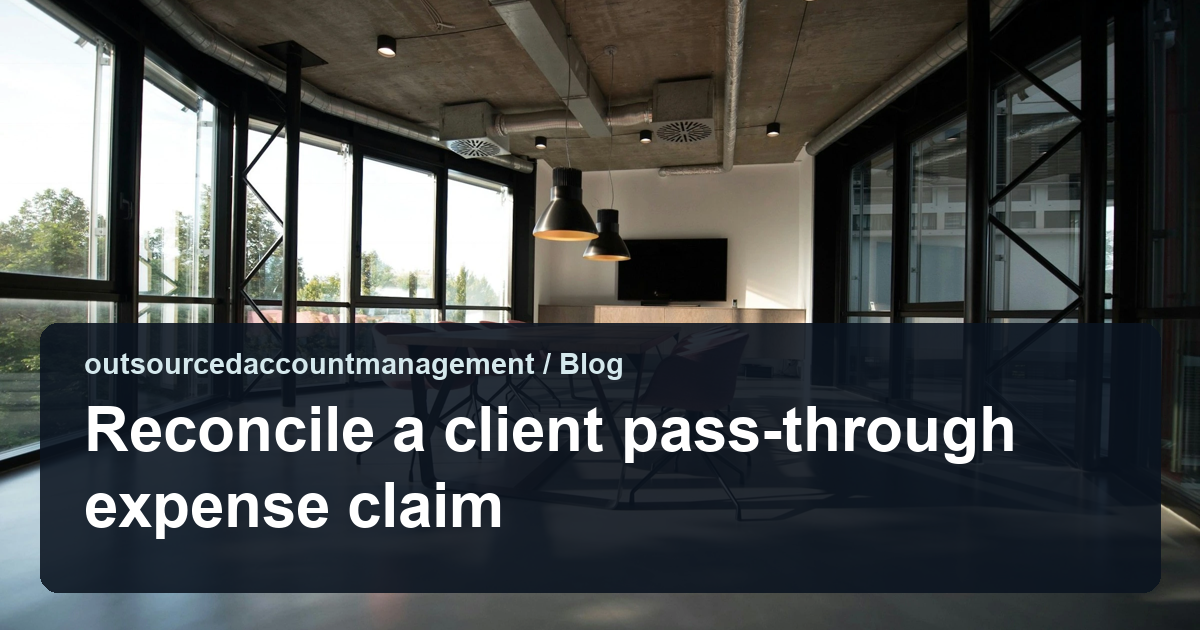 outsourcedaccountmanagement / Blog
Reconcile a client pass-through
expense claim